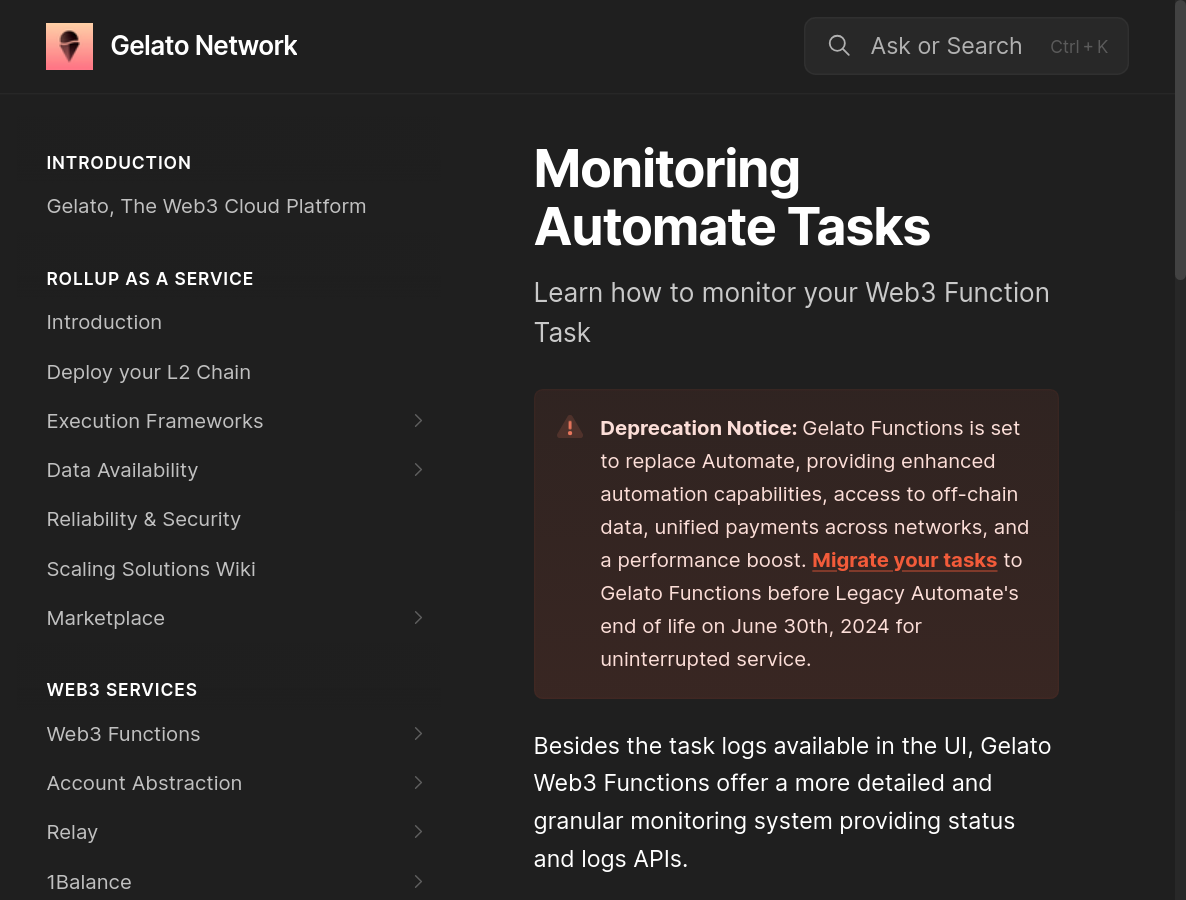 Gelato Network
Ask or Search Ctrl + K
INTRODUCTION
Gelato, The Web3 Cloud Platform
ROLLUP AS A SERVICE
Introduction
Deploy your L2 Chain
Execution Frameworks
Data Availability
Reliability & Security
Scaling Solutions Wiki
Marketplace
WEB3 SERVICES
Web3 Functions
Account Abstraction
Relay
1Balance
Monitoring
Automate Tasks
Learn how to monitor your Web3 Function
Task
Deprecation Notice: Gelato Functions is set
to replace Automate, providing enhanced
automation capabilities, access to off-chain
data, unified payments across networks, and
a performance boost. Migrate your tasks to
Gelato Functions before Legacy Automate's
end of life on June 30th, 2024 for
uninterrupted service.
Besides the task logs available in the UI, Gelato
Web3 Functions offer a more detailed and
granular monitoring system providing status
and logs APIs.